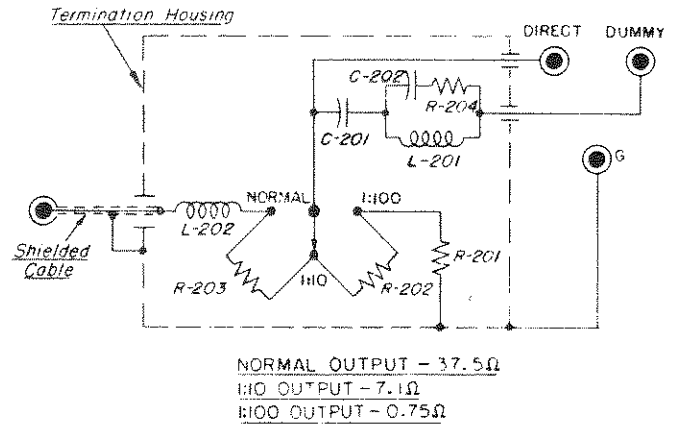 Termination Housing
DIRECT
DUMMY
C-202
R-204
C-201
L-201
G
NORMAL
1:100
L-202
Shielded
Cable
R-203
1:10
R-202
R-201
NORMAL OUTPUT - 37.5Ω
1:10 OUTPUT - 7.1Ω
1:100 OUTPUT - 0.75Ω